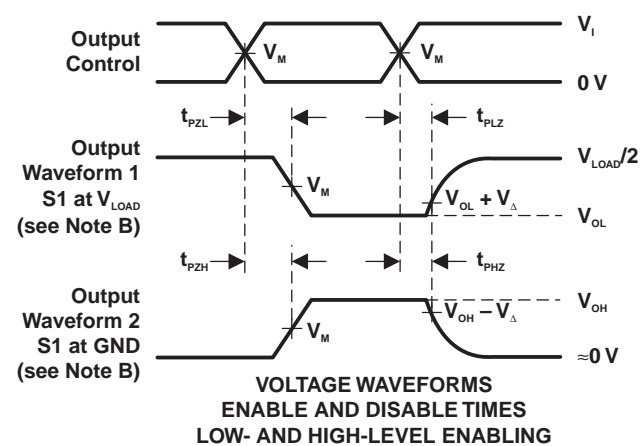 Output
Control
V_M
V_M
V_I
0 V
t_PZL
t_PLZ
Output
Waveform 1
S1 at V_LOAD
(see Note B)
V_M
V_LOAD/2
V_OL + V_Δ
V_OL
t_PZH
t_PHZ
Output
Waveform 2
S1 at GND
(see Note B)
V_M
V_OH
V_OH − V_Δ
≈0 V
VOLTAGE WAVEFORMS
ENABLE AND DISABLE TIMES
LOW- AND HIGH-LEVEL ENABLING